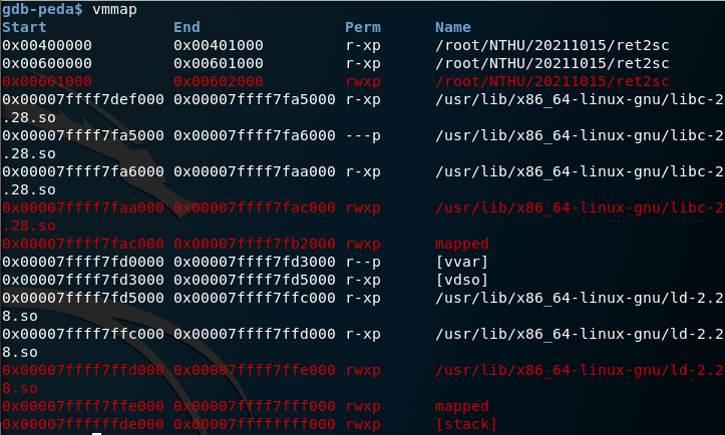 gdb-peda$ vmmap
Start End Perm Name
0x00400000 0x00401000 r-xp /root/NTHU/20211015/ret2sc
0x00600000 0x00601000 r-xp /root/NTHU/20211015/ret2sc
0x00601000 0x00602000 rwxp /root/NTHU/20211015/ret2sc
0x00007ffff7def000 0x00007ffff7fa5000 r-xp /usr/lib/x86_64-linux-gnu/libc-2
.28.so
0x00007ffff7fa5000 0x00007ffff7fa6000 ---p /usr/lib/x86_64-linux-gnu/libc-2
.28.so
0x00007ffff7fa6000 0x00007ffff7faa000 r-xp /usr/lib/x86_64-linux-gnu/libc-2
.28.so
0x00007ffff7faa000 0x00007ffff7fac000 rwxp /usr/lib/x86_64-linux-gnu/libc-2
.28.so
0x00007ffff7fac000 0x00007ffff7fb2000 rwxp mapped
0x00007ffff7fd0000 0x00007ffff7fd3000 r--p [vvar]
0x00007ffff7fd3000 0x00007ffff7fd5000 r-xp [vdso]
0x00007ffff7fd5000 0x00007ffff7ffc000 r-xp /usr/lib/x86_64-linux-gnu/ld-2.2
8.so
0x00007ffff7ffc000 0x00007ffff7ffd000 r-xp /usr/lib/x86_64-linux-gnu/ld-2.2
8.so
0x00007ffff7ffd000 0x00007ffff7ffe000 rwxp /usr/lib/x86_64-linux-gnu/ld-2.2
8.so
0x00007ffff7ffe000 0x00007ffff7fff000 rwxp mapped
0x00007ffffffde000 0x00007ffffffff000 rwxp [stack]